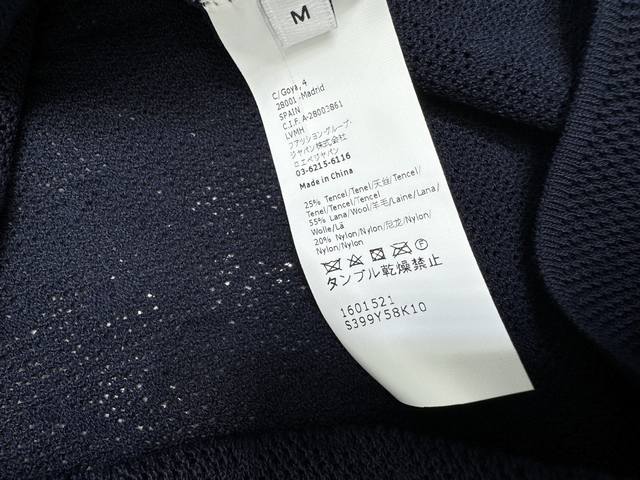 M
C/Goya, 4
28001-Madrid
SPAIN
C.I.F. A-28003861
LVMH
ファッション・グループ・
ジャパン株式会社
ロエベジャパン
03-6215-6116
Made in China
25% Tencel/Tenel/天丝/Tencel/
Tenel/Tencel/Tencel
55% Lana/Wool/羊毛/Laine/Lana/
Wolle/Lã
20% Nylon/Nylon/尼龙/Nylon/
Nylon/Nylon
タンブル乾燥禁止
1601521
S399Y58K10